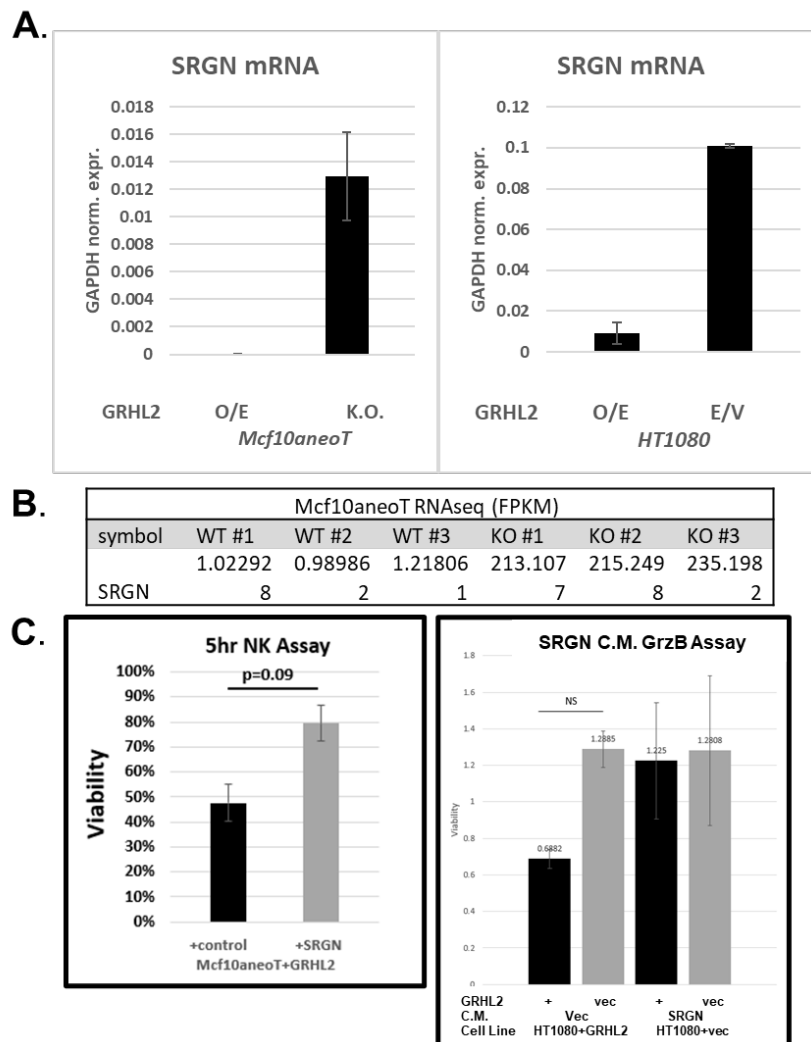 A.
SRGN mRNA
GAPDH norm. expr.
0.018
0.016
0.014
0.012
0.01
0.008
0.006
0.004
0.002
0
GRHL2 O/E K.O.
Mcf10aneoT
SRGN mRNA
GAPDH norm. expr.
0.12
0.1
0.08
0.06
0.04
0.02
0
GRHL2 O/E E/V
HT1080
B.
Mcf10aneoT RNAseq (FPKM)
symbol WT #1 WT #2 WT #3 KO #1 KO #2 KO #3
1.02292 0.98986 1.21806 213.107 215.249 235.198
SRGN 8 2 1 7 8 2
C.
5hr NK Assay
p=0.09
Viability
100%
90%
80%
70%
60%
50%
40%
30%
20%
10%
0%
+control +SRGN
Mcf10aneoT+GRHL2
SRGN C.M. GrzB Assay
Viability
1.8
1.6
1.4
1.2
1
0.8
0.6
0.4
0.2
0
NS
0.6882
1.2885
1.225
1.2808
GRHL2 + vec + vec
C.M. Vec SRGN
Cell Line HT1080+GRHL2 HT1080+vec